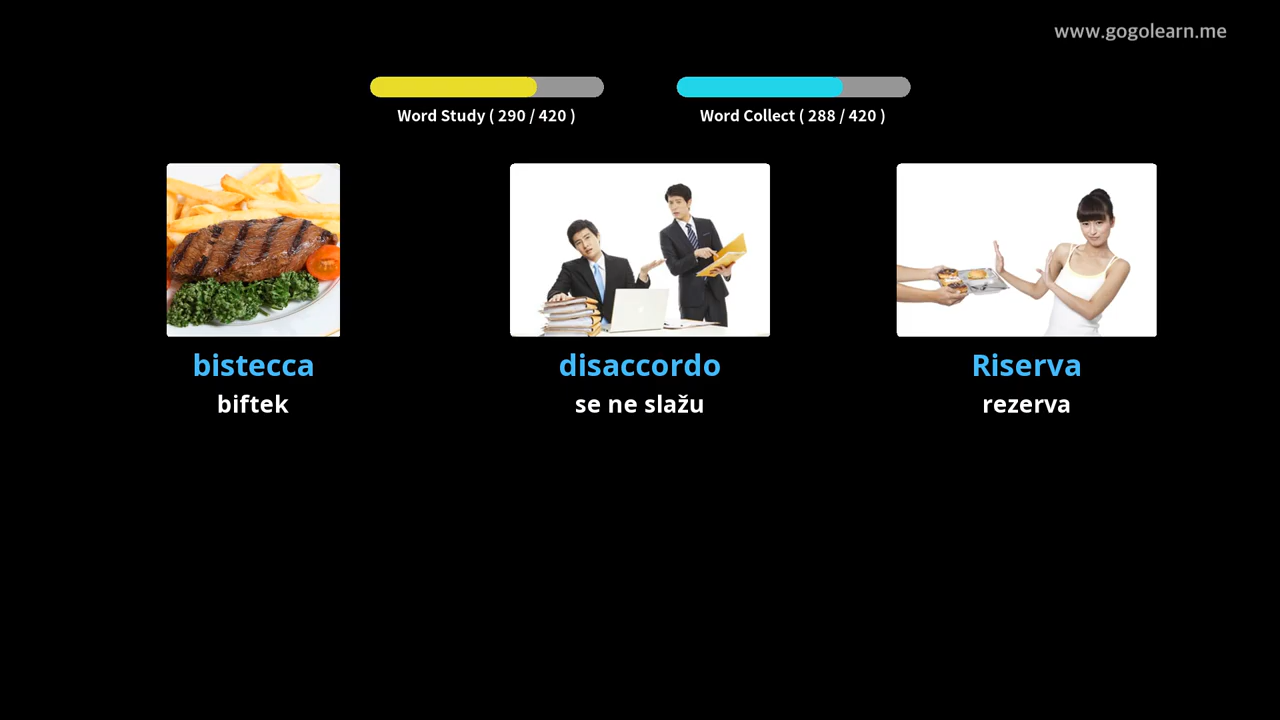 www.gogolearn.me
Word Study ( 290 / 420 )
Word Collect ( 288 / 420 )
bistecca
disaccordo
Riserva
biftek
se ne slažu
rezerva